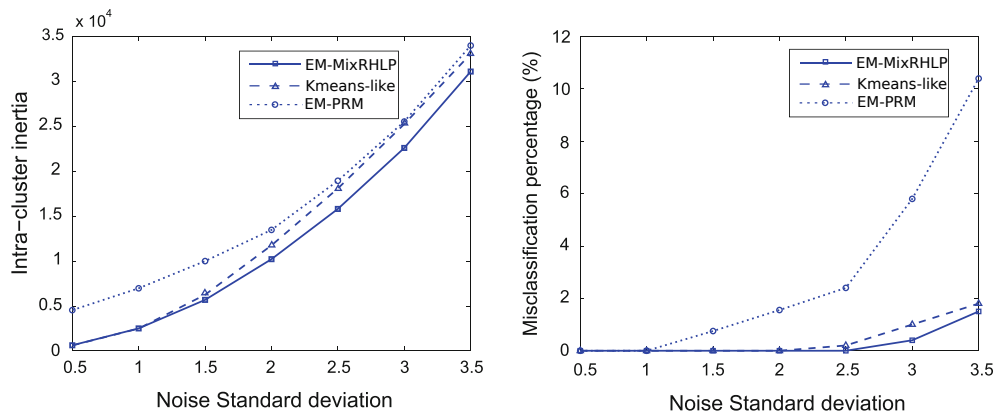 x 10⁴
3.5
3
2.5
2
1.5
1
0.5
0
0.5 1 1.5 2 2.5 3 3.5
Intra−cluster inertia
Noise Standard deviation
EM-MixRHLP
Kmeans-like
EM-PRM
12
10
8
6
4
2
0
0.5 1 1.5 2 2.5 3 3.5
Misclassification percentage (%)
Noise Standard deviation
EM-MixRHLP
Kmeans-like
EM-PRM